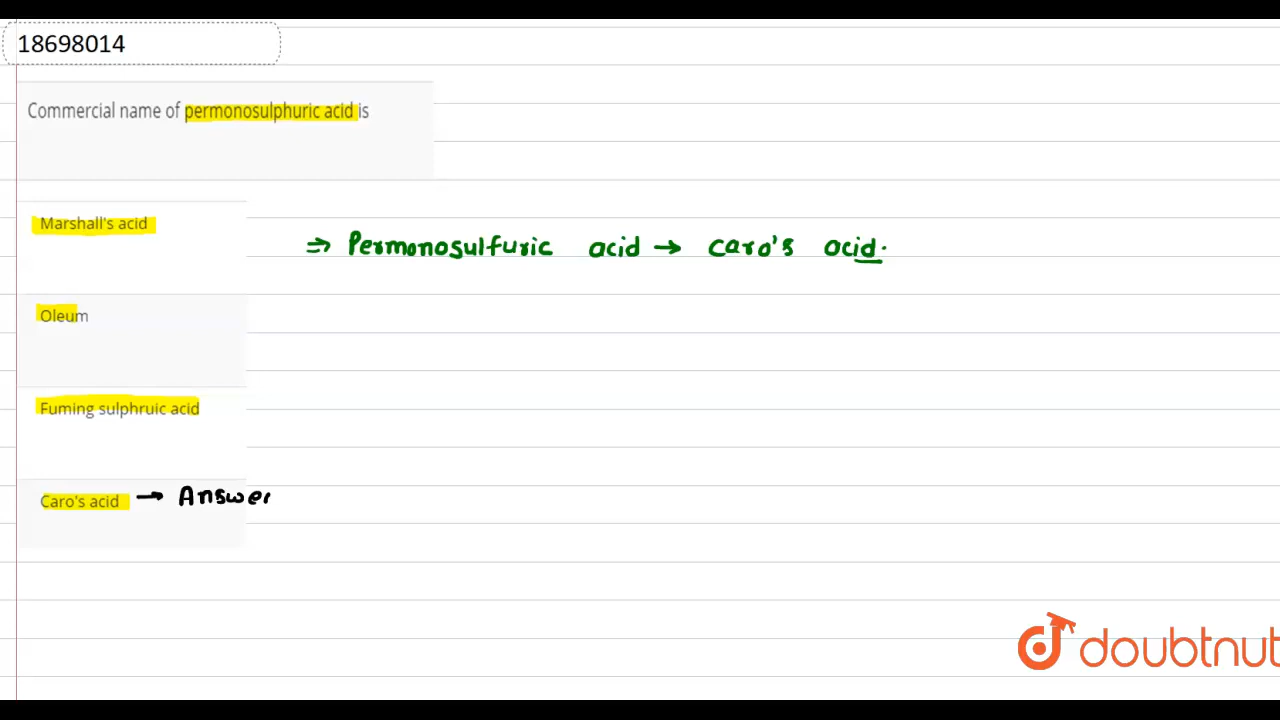 18698014
Commercial name of permonosulphuric acid is
Marshall's acid
⇒ Permonosulfuric acid → Caro's acid.
Oleum
Fuming sulphruic acid
Caro's acid → Answer
doubtnut